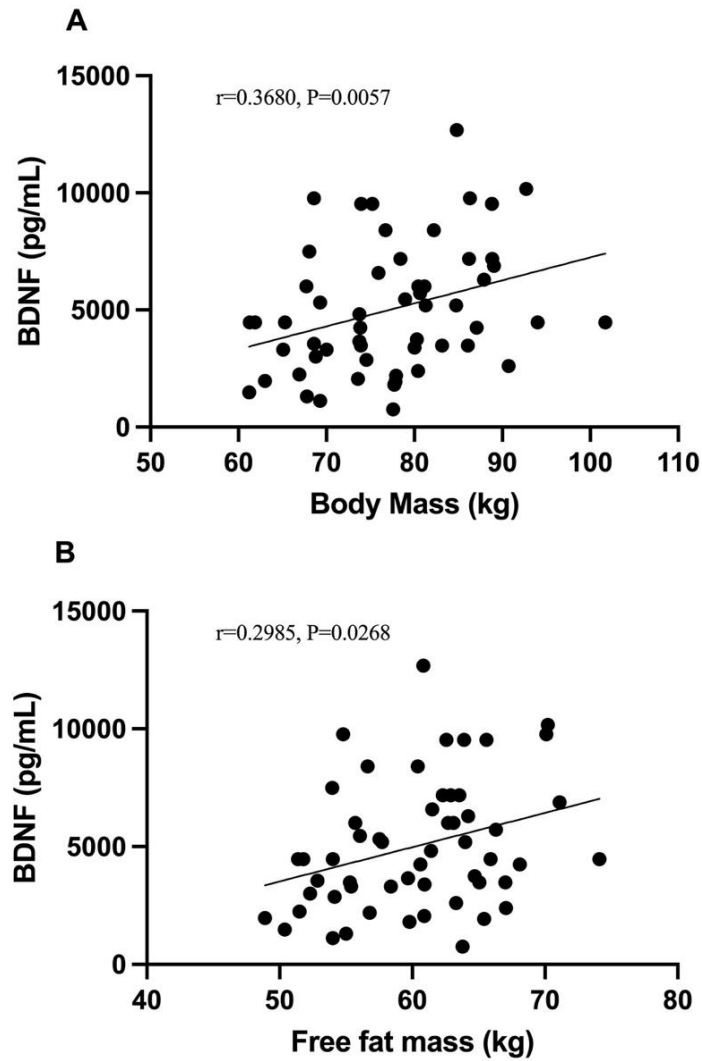 A
15000
r=0.3680, P=0.0057
10000
BDNF (pg/mL)
5000
0
50 60 70 80 90 100 110
Body Mass (kg)
B
15000
r=0.2985, P=0.0268
10000
BDNF (pg/mL)
5000
0
40 50 60 70 80
Free fat mass (kg)